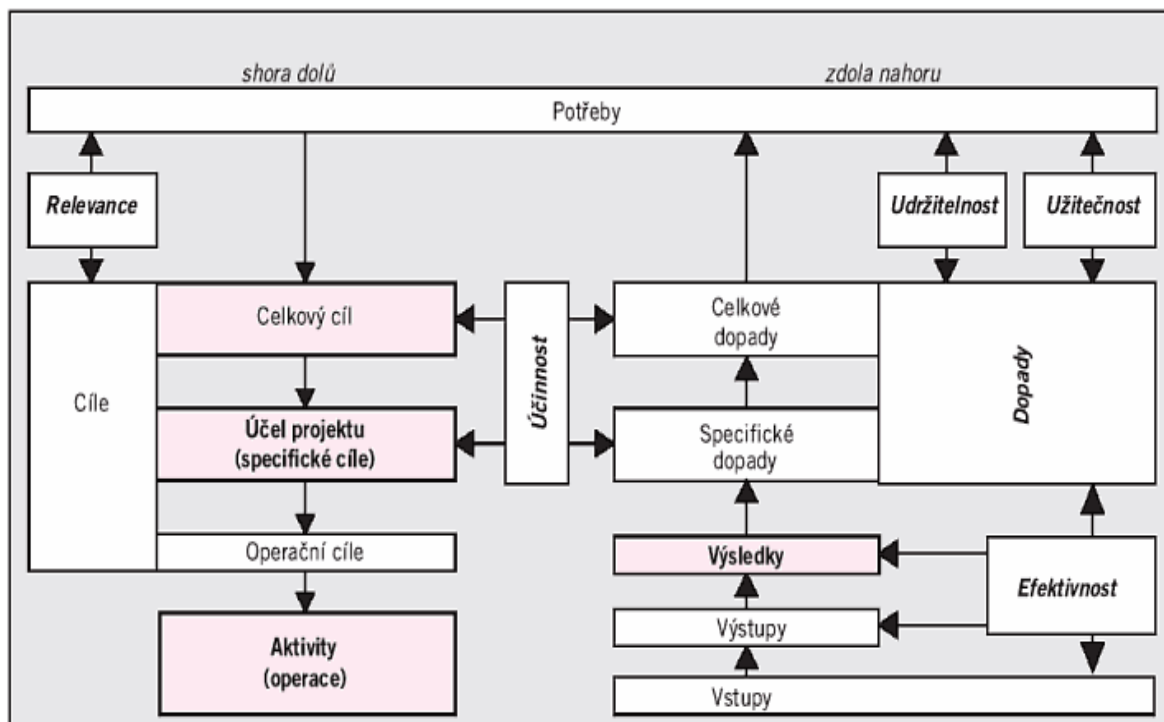 shora dolů
zdola nahoru
Potřeby
Relevance
Udržitelnost
Užitečnost
Cíle
Celkový cíl
Účinnost
Celkové
dopady
Dopady
Účel projektu
(specifické cíle)
Specifické
dopady
Operační cíle
Výsledky
Efektivnost
Aktivity
(operace)
Výstupy
Vstupy